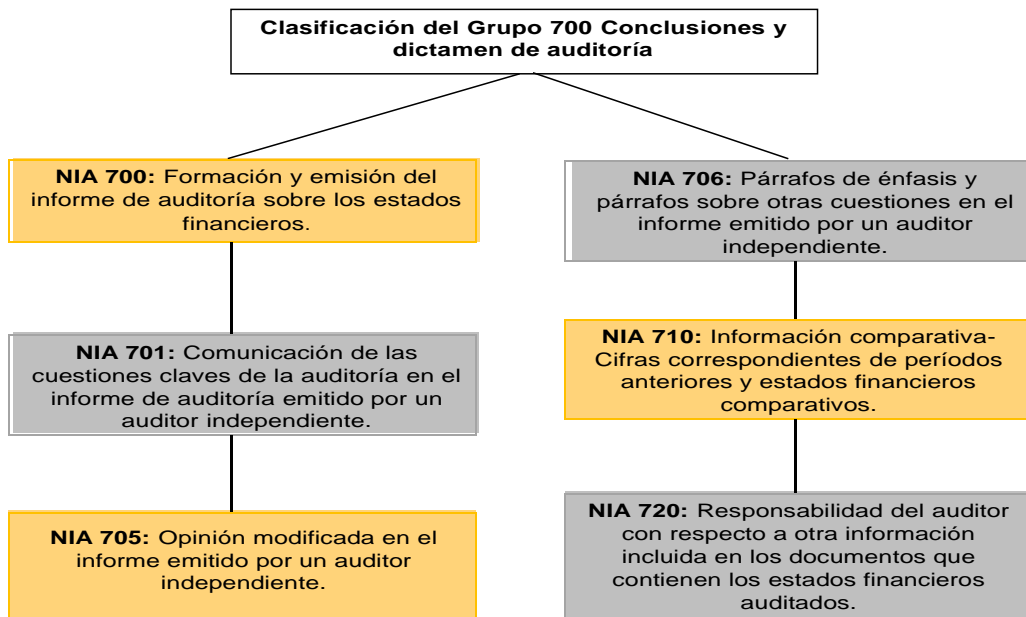 Clasificación del Grupo 700 Conclusiones y
dictamen de auditoría
NIA 700: Formación y emisión del
informe de auditoría sobre los estados
financieros.
NIA 701: Comunicación de las
cuestiones claves de la auditoría en el
informe de auditoría emitido por un
auditor independiente.
NIA 705: Opinión modificada en el
informe emitido por un auditor
independiente.
NIA 706: Párrafos de énfasis y
párrafos sobre otras cuestiones en el
informe emitido por un auditor
independiente.
NIA 710: Información comparativa-
Cifras correspondientes de períodos
anteriores y estados financieros
comparativos.
NIA 720: Responsabilidad del auditor
con respecto a otra información
incluida en los documentos que
contienen los estados financieros
auditados.